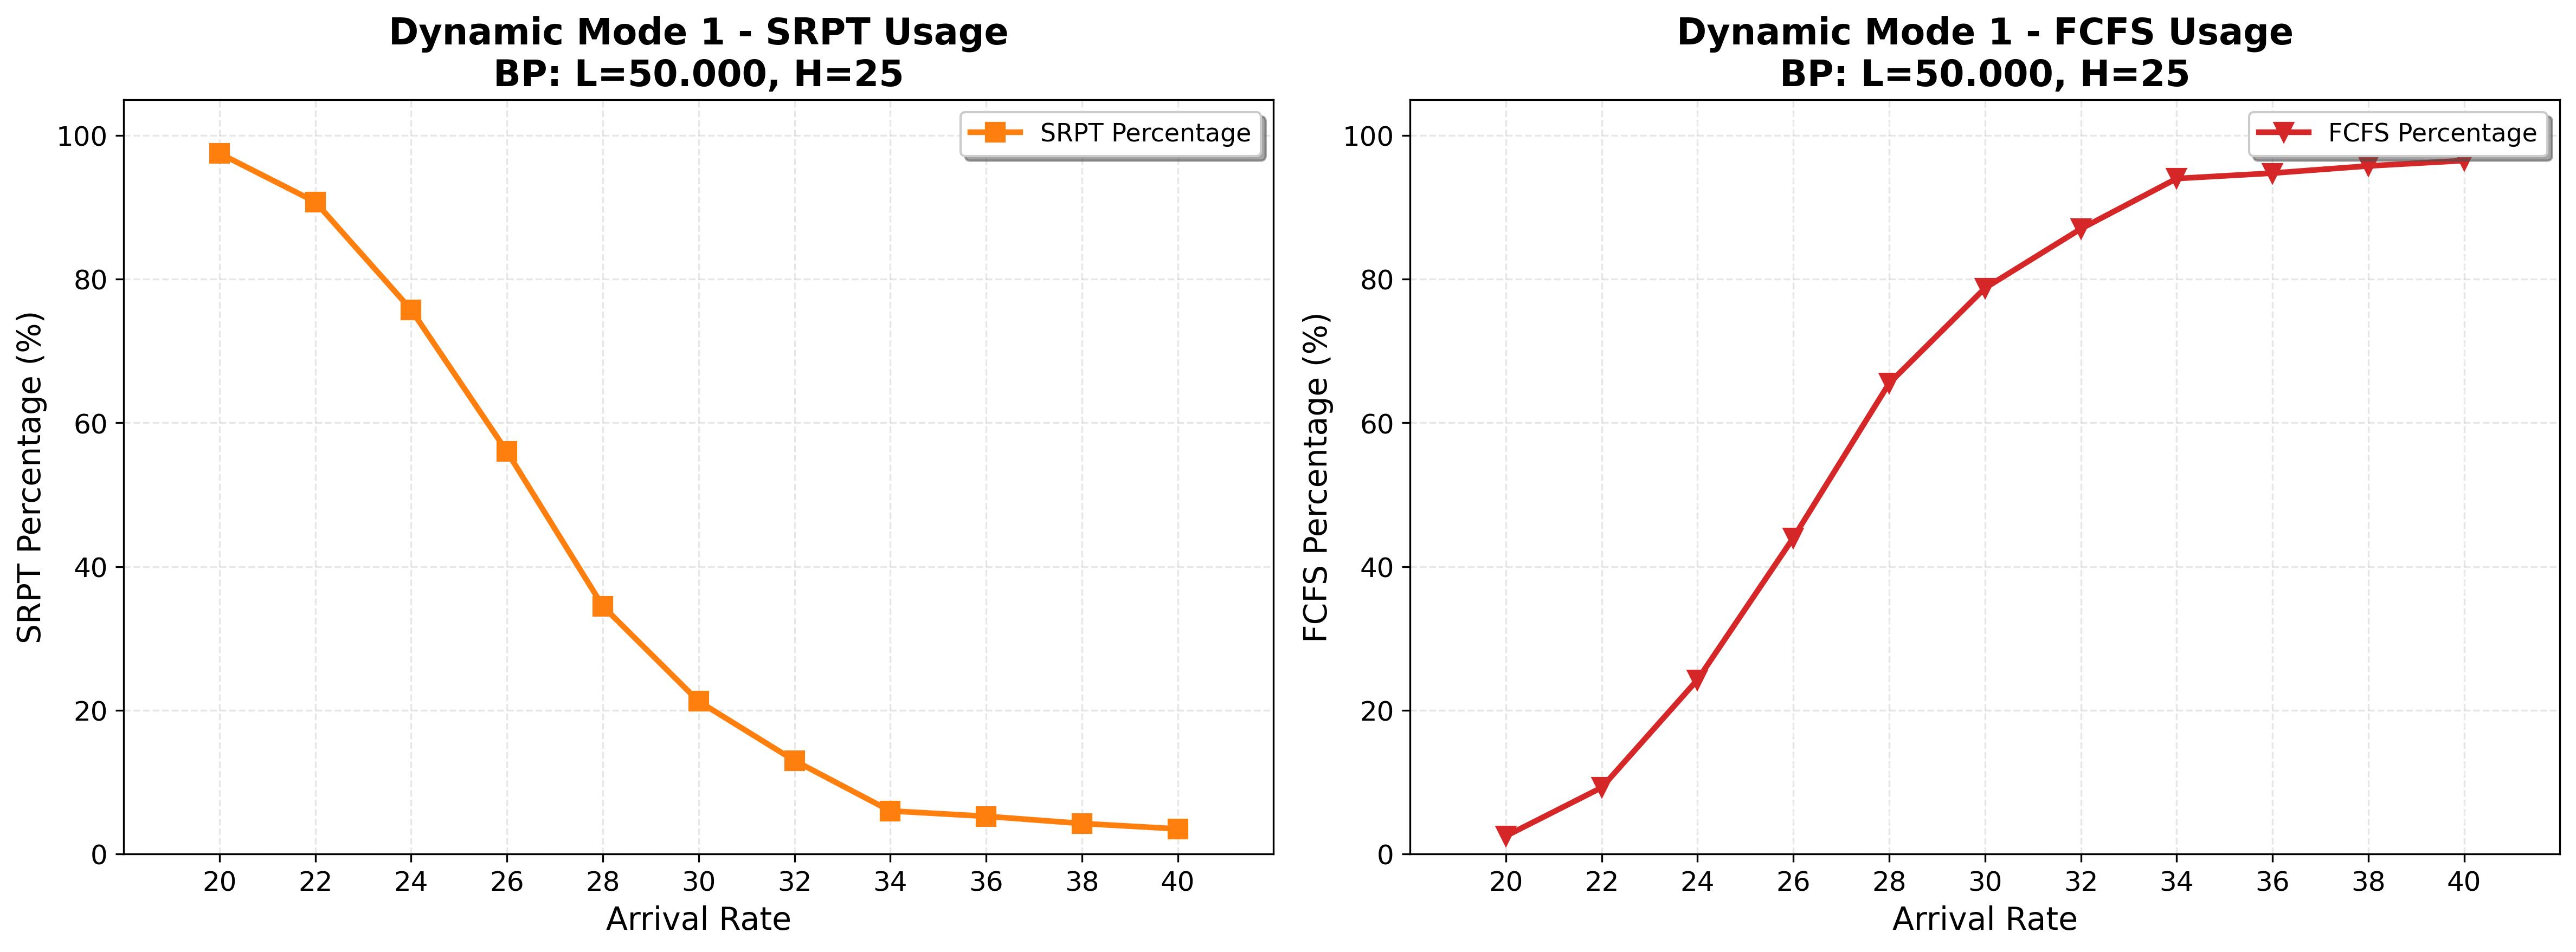 Dynamic Mode 1 - SRPT Usage
BP: L=50.000, H=25
SRPT Percentage
100
80
60
40
20
0
SRPT Percentage (%)
20 22 24 26 28 30 32 34 36 38 40
Arrival Rate
Dynamic Mode 1 - FCFS Usage
BP: L=50.000, H=25
FCFS Percentage
100
80
60
40
20
0
FCFS Percentage (%)
20 22 24 26 28 30 32 34 36 38 40
Arrival Rate